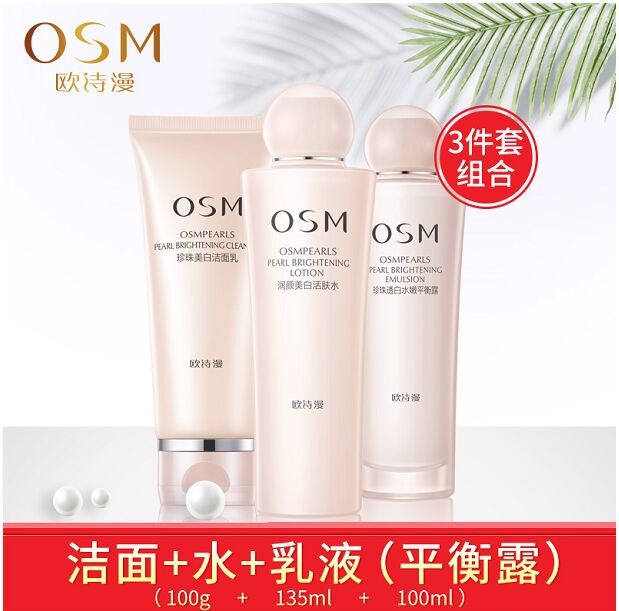 OSM
欧诗漫
3件套
组合
OSM
OSMPEARLS
PEARL BRIGHTENING CLEAN
珍珠美白洁面乳
欧诗漫
OSM
OSMPEARLS
PEARL BRIGHTENING
LOTION
润颜美白活肤水
欧诗漫
OSM
OSMPEARLS
PEARL BRIGHTENING
EMULSION
珍珠透白水嫩平衡露
欧诗漫
洁面+水+乳液(平衡露)
(100g + 135ml + 100ml)